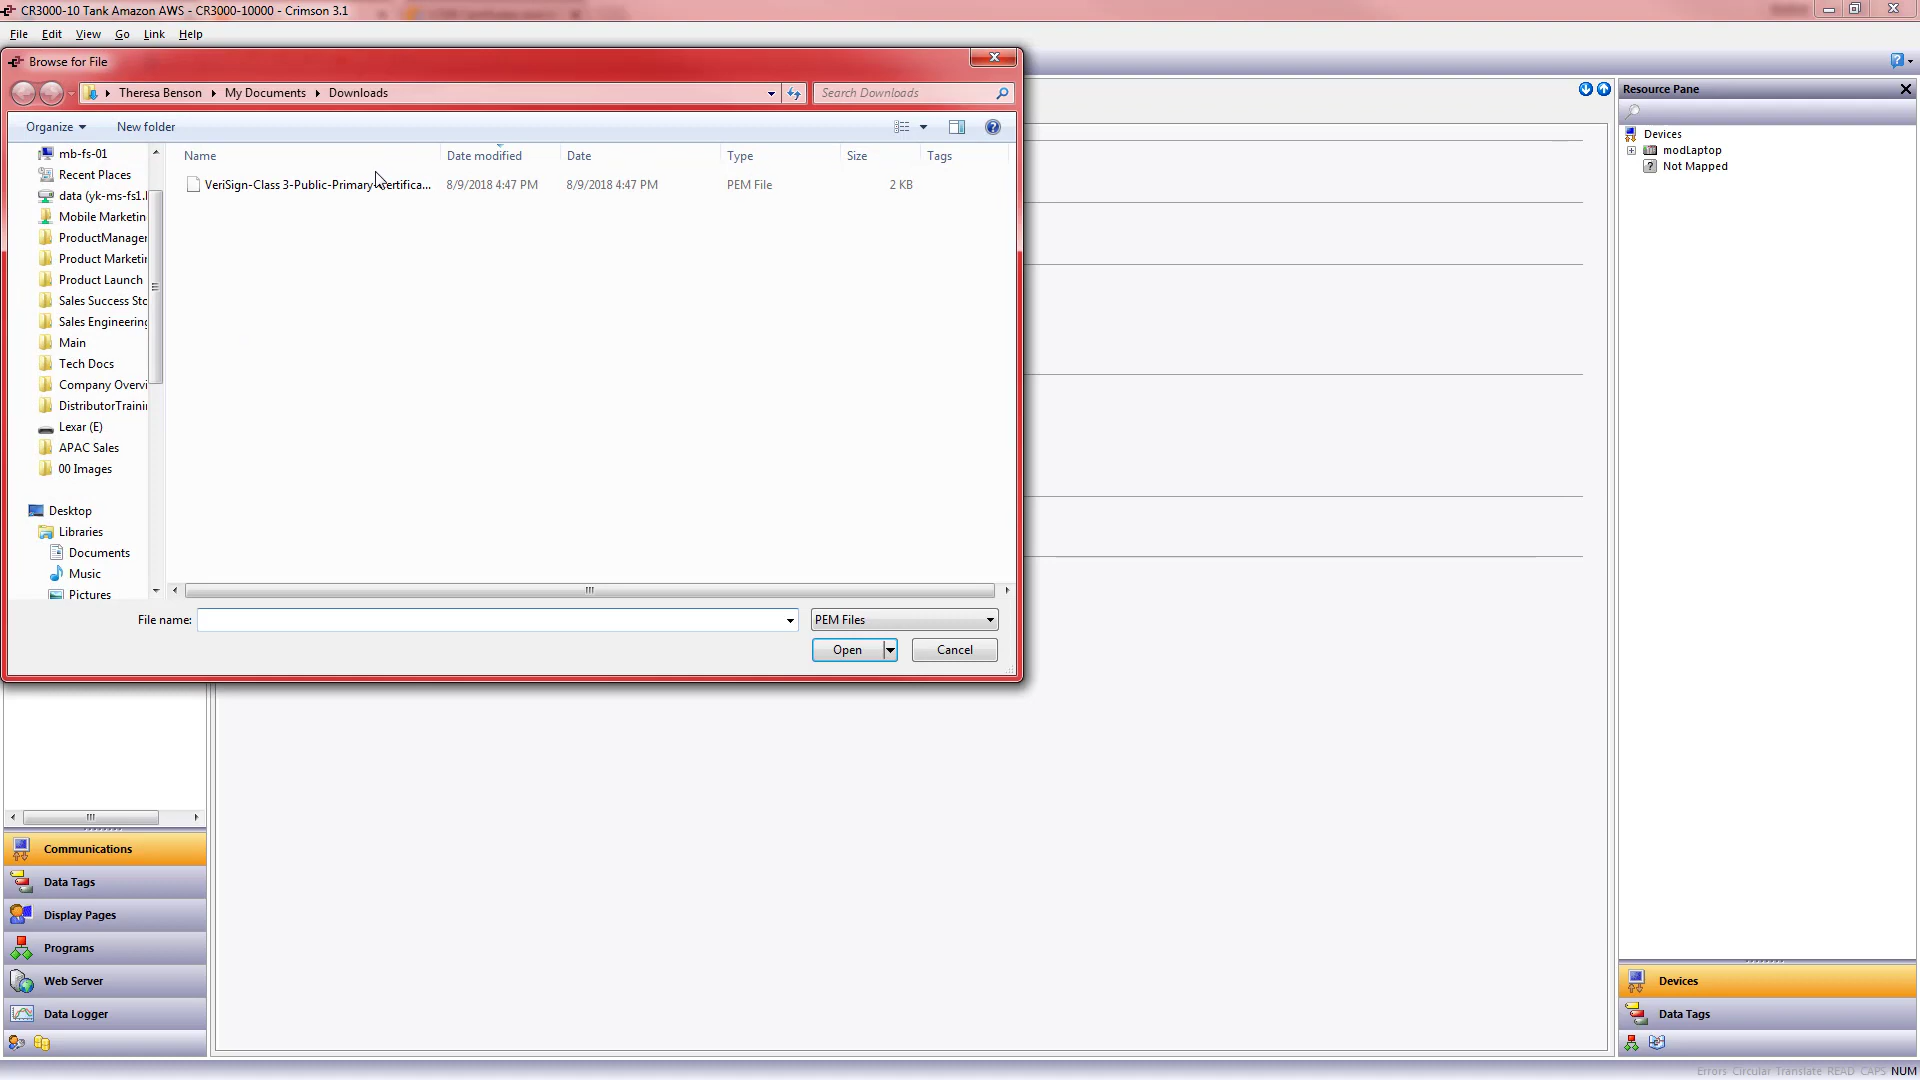 CR3000-10 Tank Amazon AWS - CR3000-10000 - Crimson 3.1
File Edit View Go Link Help
Browse for File
Theresa Benson My Documents Downloads
Search Downloads
Organize New folder
Name Date modified Date Type Size Tags
VeriSign-Class 3-Public-Primary-Certifica... 8/9/2018 4:47 PM 8/9/2018 4:47 PM PEM File 2 KB
mb-fs-01
Recent Places
data (yk-ms-fs1.l
Mobile Marketin
ProductManager
Product Marketin
Product Launch
Sales Success Sto
Sales Engineering
Main
Tech Docs
Company Overvi
DistributorTrainin
Lexar (E)
APAC Sales
00 Images
Desktop
Libraries
Documents
Music
Pictures
File name:
PEM Files
Open Cancel
Communications
Data Tags
Display Pages
Programs
Web Server
Data Logger
Resource Pane
Devices
modLaptop
Not Mapped
Devices
Data Tags
Errors Circular Translate READ CAPS NUM